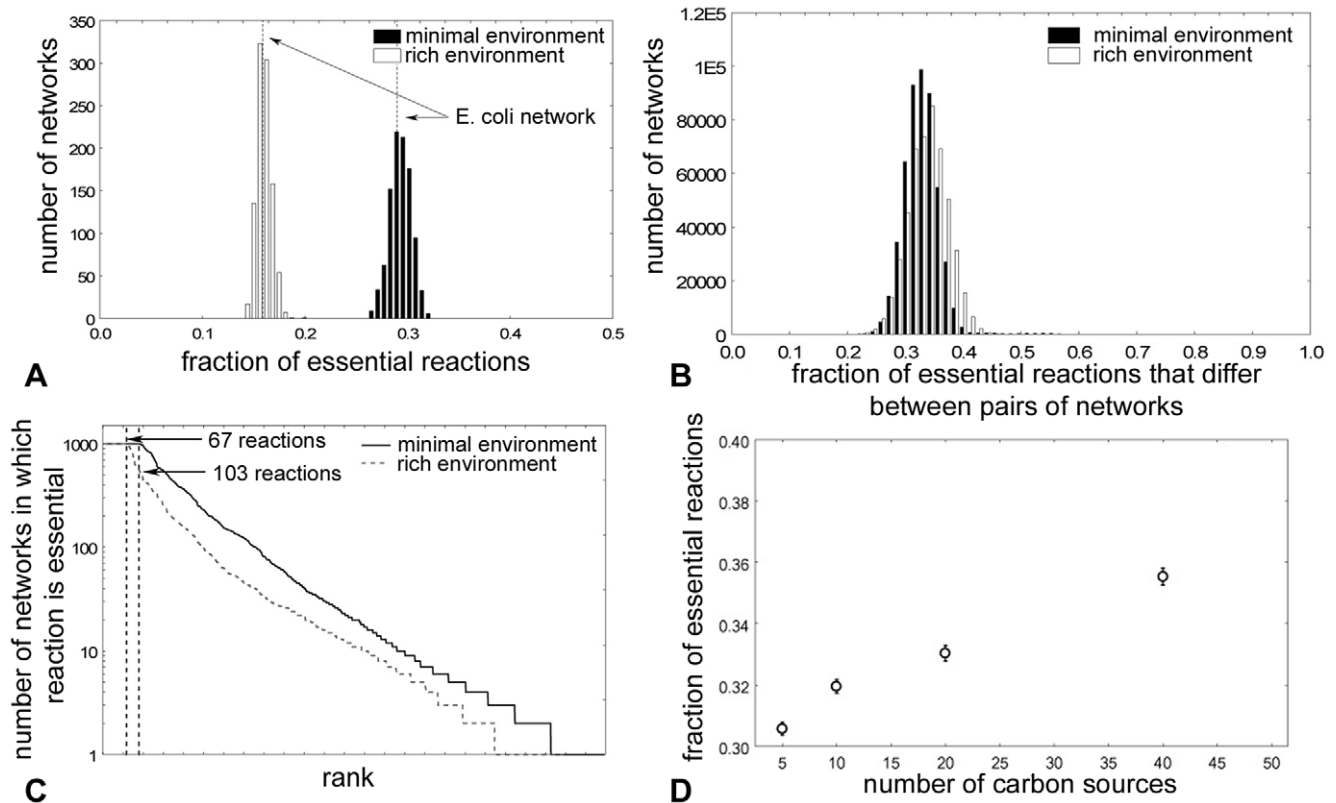 350
300
250
200
150
100
50
0
number of networks
minimal environment
rich environment
E. coli network
0.0 0.1 0.2 0.3 0.4 0.5
fraction of essential reactions
A
1.2E5
1E5
80000
60000
40000
20000
0
number of networks
minimal environment
rich environment
0.0 0.1 0.2 0.3 0.4 0.5 0.6 0.7 0.8 0.9 1.0
fraction of essential reactions that differ
between pairs of networks
B
1000
100
10
1
number of networks in which
reaction is essential
67 reactions
103 reactions
minimal environment
rich environment
rank
C
0.40
0.38
0.36
0.34
0.32
0.30
fraction of essential reactions
5 10 15 20 25 30 35 40 45 50
number of carbon sources
D